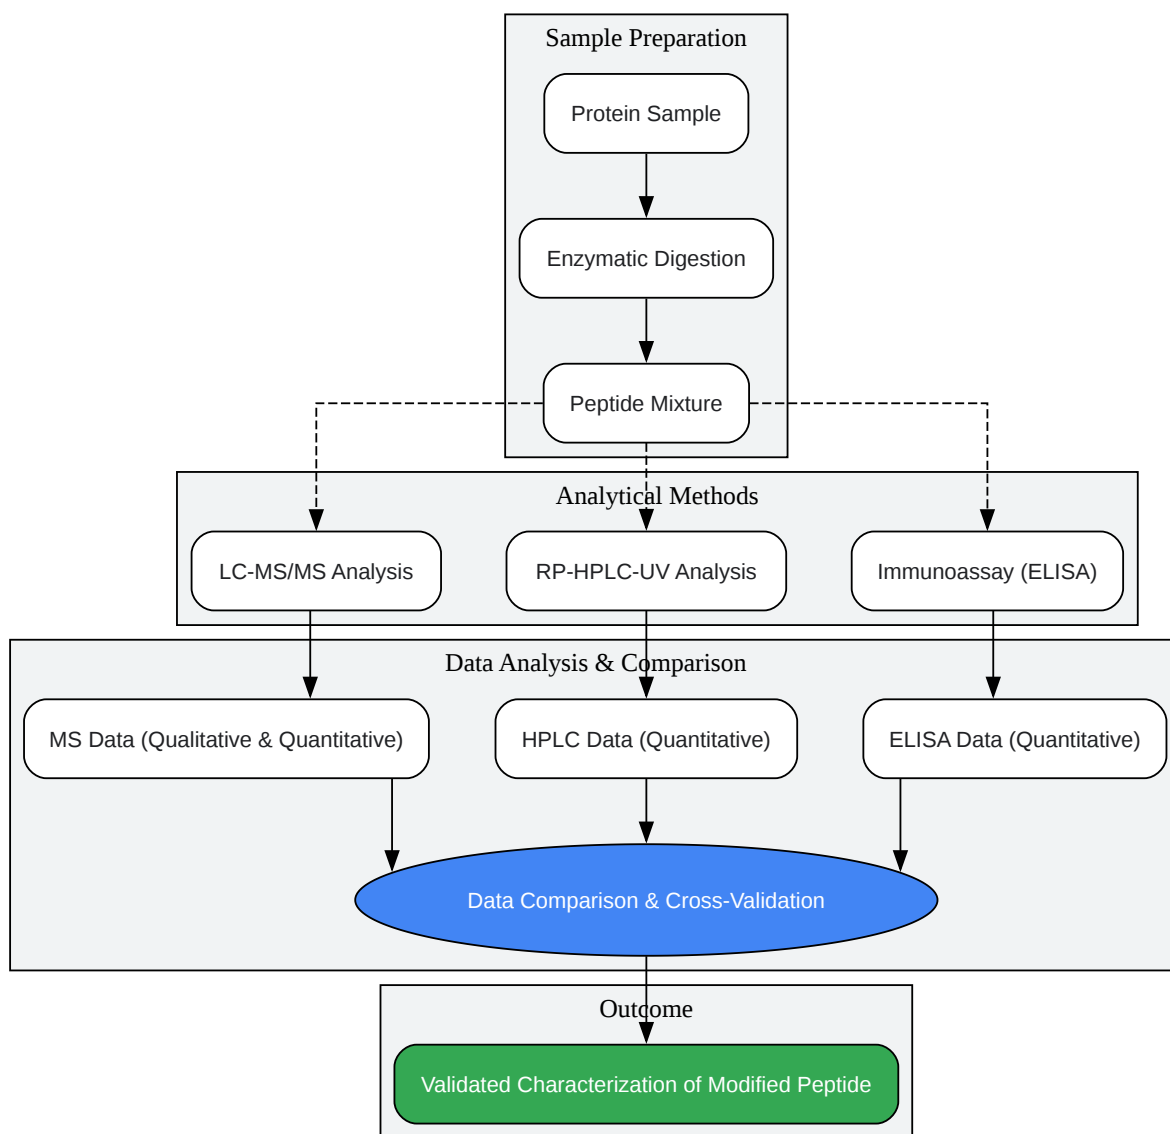 Sample Preparation
Protein Sample
Enzymatic Digestion
Peptide Mixture
Analytical Methods
LC-MS/MS Analysis
RP-HPLC-UV Analysis
Immunoassay (ELISA)
Data Analysis & Comparison
MS Data (Qualitative & Quantitative)
HPLC Data (Quantitative)
ELISA Data (Quantitative)
Data Comparison & Cross-Validation
Outcome
Validated Characterization of Modified Peptide